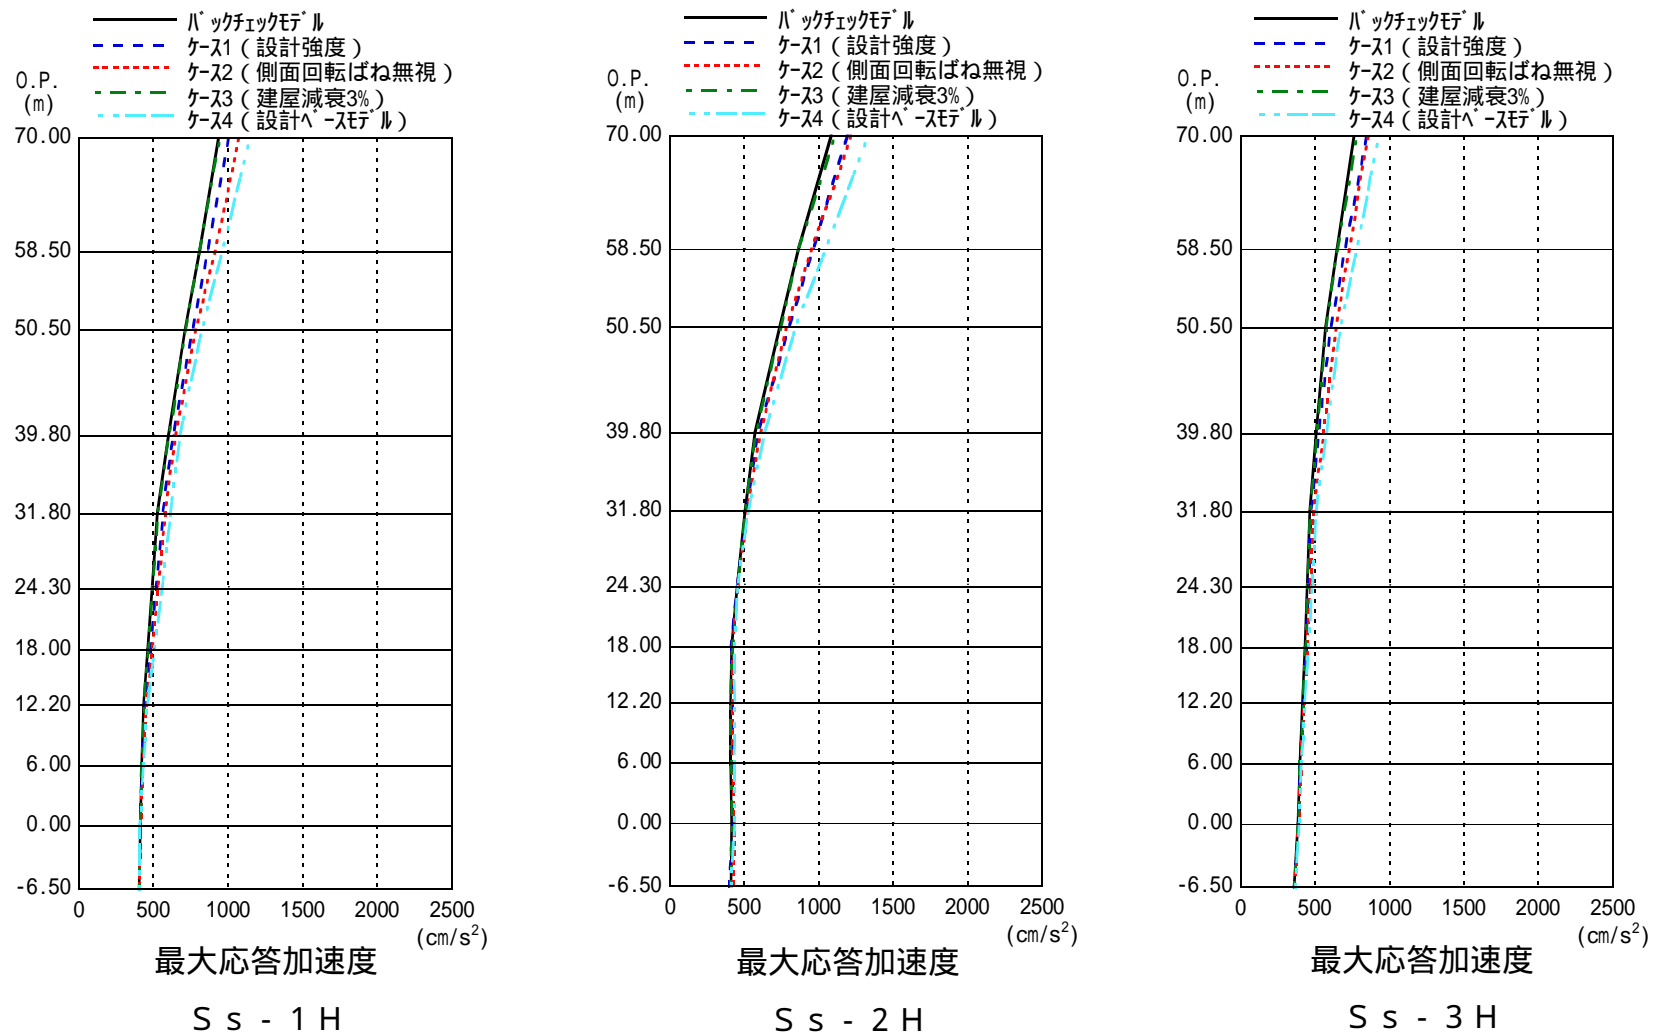 バックチェックモデル
ケース1(設計強度)
ケース2(側面回転ばね無視)
ケース3(建屋減衰3%)
ケース4(設計ベースモデル)
O.P.
(m)
70.00
58.50
50.50
39.80
31.80
24.30
18.00
12.20
6.00
0.00
-6.50
0 500 1000 1500 2000 2500
(cm/s²)
最大応答加速度
Ss-1H
バックチェックモデル
ケース1(設計強度)
ケース2(側面回転ばね無視)
ケース3(建屋減衰3%)
ケース4(設計ベースモデル)
O.P.
(m)
70.00
58.50
50.50
39.80
31.80
24.30
18.00
12.20
6.00
0.00
-6.50
0 500 1000 1500 2000 2500
(cm/s²)
最大応答加速度
Ss-2H
バックチェックモデル
ケース1(設計強度)
ケース2(側面回転ばね無視)
ケース3(建屋減衰3%)
ケース4(設計ベースモデル)
O.P.
(m)
70.00
58.50
50.50
39.80
31.80
24.30
18.00
12.20
6.00
0.00
-6.50
0 500 1000 1500 2000 2500
(cm/s²)
最大応答加速度
Ss-3H